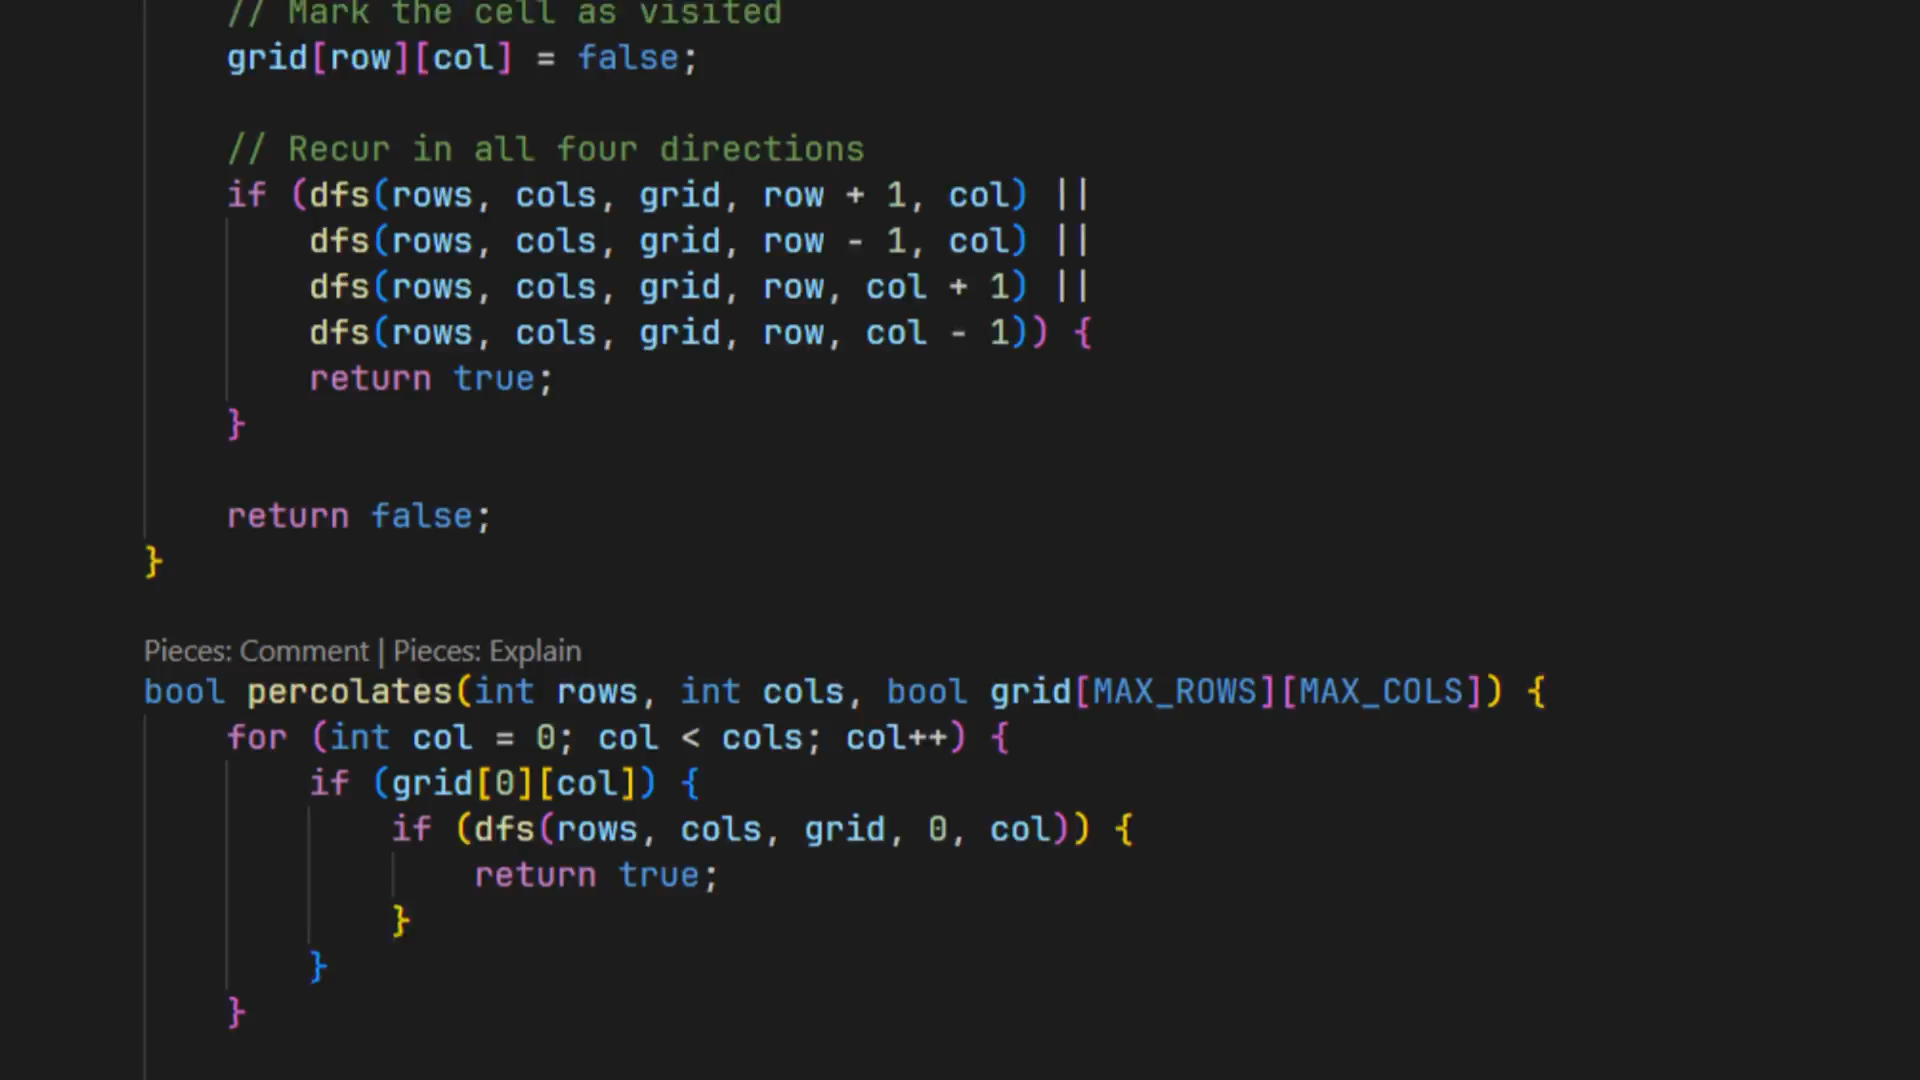 // Mark the cell as visited
grid[row][col] = false;
// Recur in all four directions
if (dfs(rows, cols, grid, row + 1, col) ||
dfs(rows, cols, grid, row - 1, col) ||
dfs(rows, cols, grid, row, col + 1) ||
dfs(rows, cols, grid, row, col - 1)) {
return true;
}
return false;
}
Pieces: Comment | Pieces: Explain
bool percolates(int rows, int cols, bool grid[MAX_ROWS][MAX_COLS]) {
for (int col = 0; col < cols; col++) {
if (grid[0][col]) {
if (dfs(rows, cols, grid, 0, col)) {
return true;
}
}
}